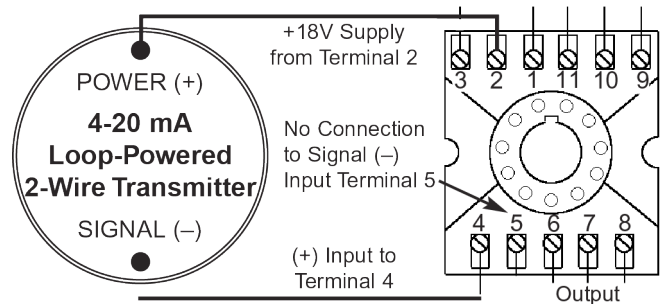 +18V Supply
from Terminal 2
POWER (+)
4-20 mA
Loop-Powered
2-Wire Transmitter
SIGNAL (–)
No Connection
to Signal (–)
Input Terminal 5
(+) Input to
Terminal 4
3 2 1 11 10 9
4 5 6 7 8
Output